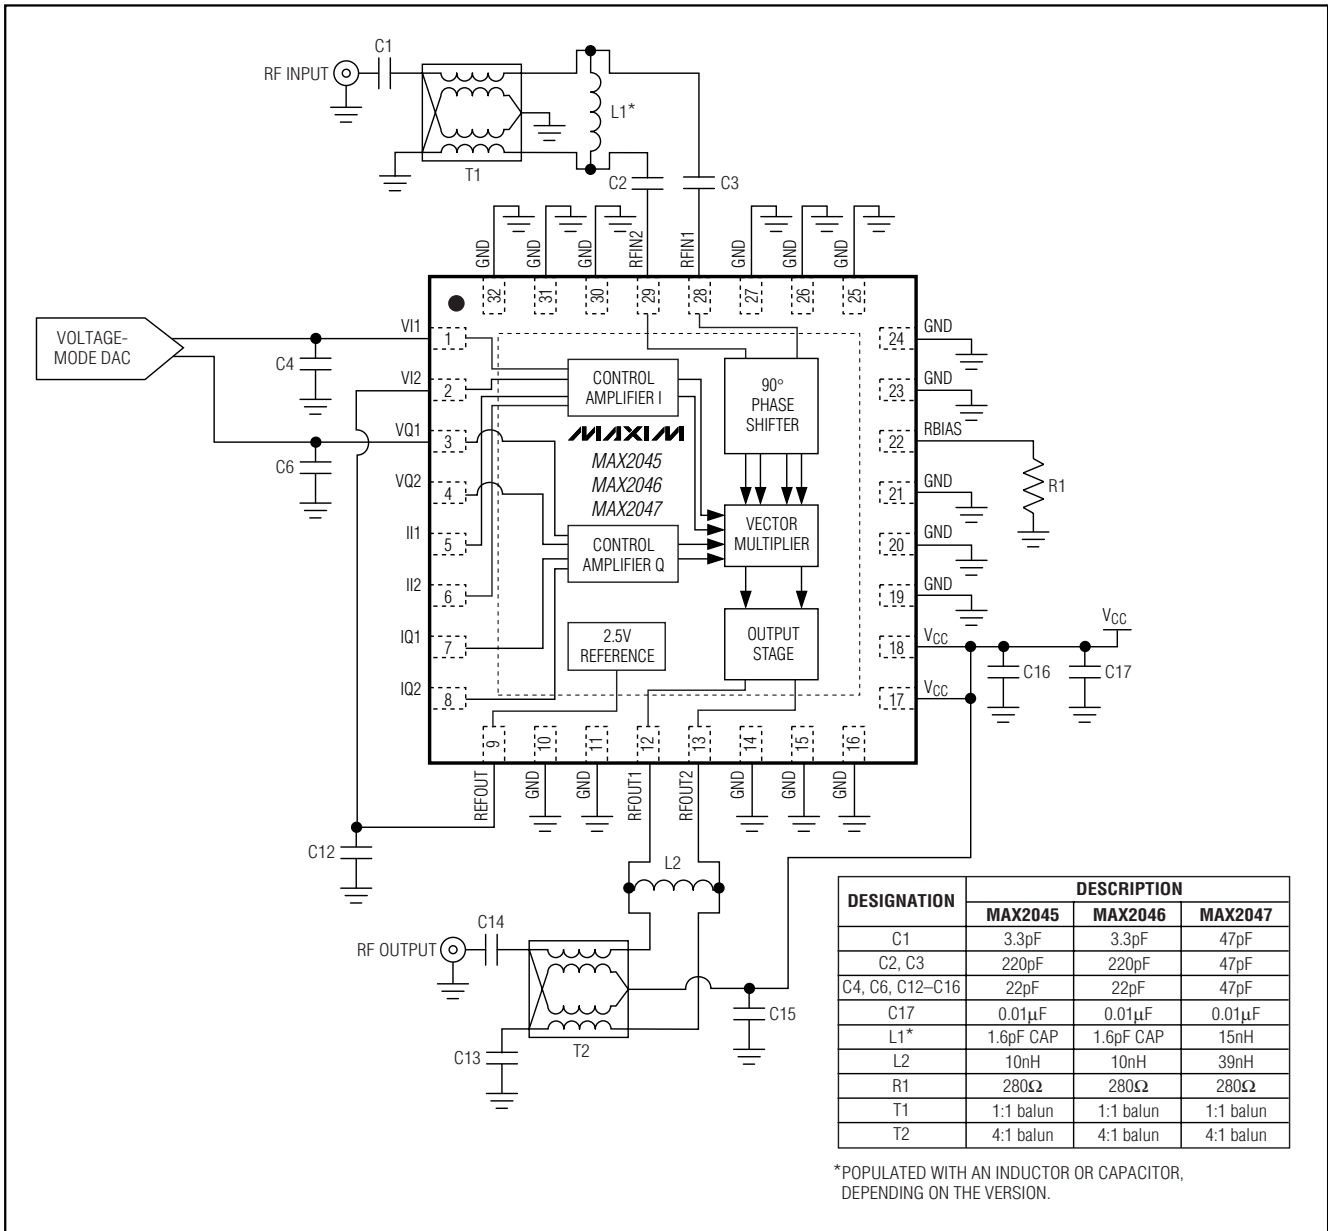 C1
RF INPUT
L1*
T1
C2
C3
GND
GND
GND
RFIN2
RFIN1
GND
GND
GND
32
31
30
29
28
27
26
25
VOLTAGE-
MODE DAC
C4
C6
VI1
1
VI2
2
VQ1
3
VQ2
4
II1
5
II2
6
IQ1
7
IQ2
8
CONTROL
AMPLIFIER I
90°
PHASE
SHIFTER
MAXIM
MAX2045
MAX2046
MAX2047
VECTOR
MULTIPLIER
CONTROL
AMPLIFIER Q
2.5V
REFERENCE
OUTPUT
STAGE
24
GND
23
GND
22
RBIAS
R1
21
GND
20
GND
19
GND
18
VCC
VCC
17
VCC
C16
C17
9
10
11
12
13
14
15
16
REFOUT
GND
GND
RFOUT1
RFOUT2
GND
GND
GND
C12
L2
C14
RF OUTPUT
C13
T2
C15
DESIGNATION DESCRIPTION
MAX2045 MAX2046 MAX2047
C1 3.3pF 3.3pF 47pF
C2, C3 220pF 220pF 47pF
C4, C6, C12–C16 22pF 22pF 47pF
C17 0.01µF 0.01µF 0.01µF
L1* 1.6pF CAP 1.6pF CAP 15nH
L2 10nH 10nH 39nH
R1 280Ω 280Ω 280Ω
T1 1:1 balun 1:1 balun 1:1 balun
T2 4:1 balun 4:1 balun 4:1 balun
*POPULATED WITH AN INDUCTOR OR CAPACITOR,
DEPENDING ON THE VERSION.